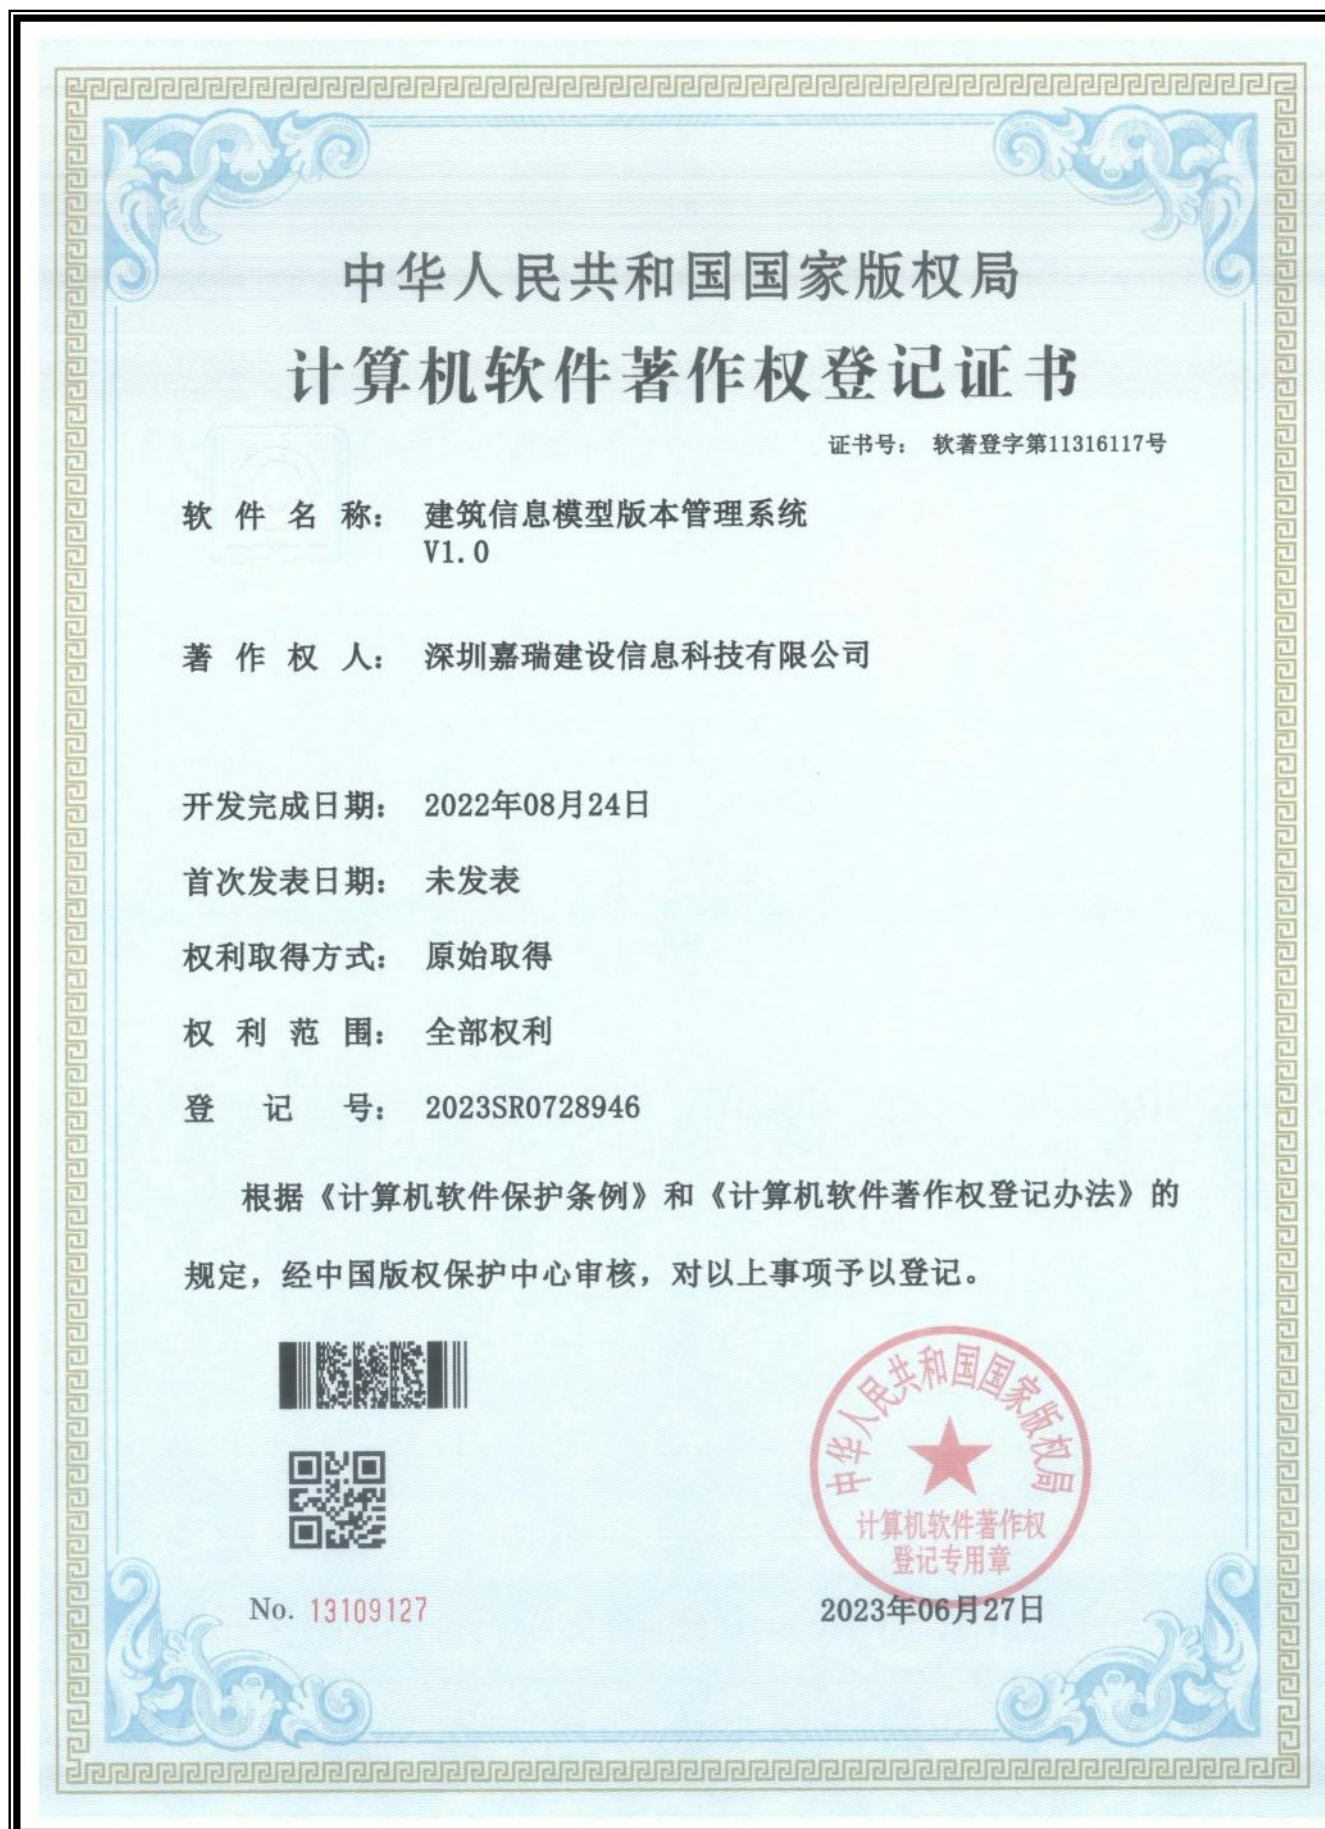 中华人民共和国国家版权局
计算机软件著作权登记证书
证书号： 软著登字第11316117号
软件名称： 建筑信息模型版本管理系统
V1.0
著作权人： 深圳嘉瑞建设信息科技有限公司
开发完成日期： 2022年08月24日
首次发表日期： 未发表
权利取得方式： 原始取得
权利范围： 全部权利
登记号： 2023SR0728946
根据《计算机软件保护条例》和《计算机软件著作权登记办法》的
规定，经中国版权保护中心审核，对以上事项予以登记。
中华人民共和国国家版权局
计算机软件著作权
登记专用章
No. 13109127
2023年06月27日